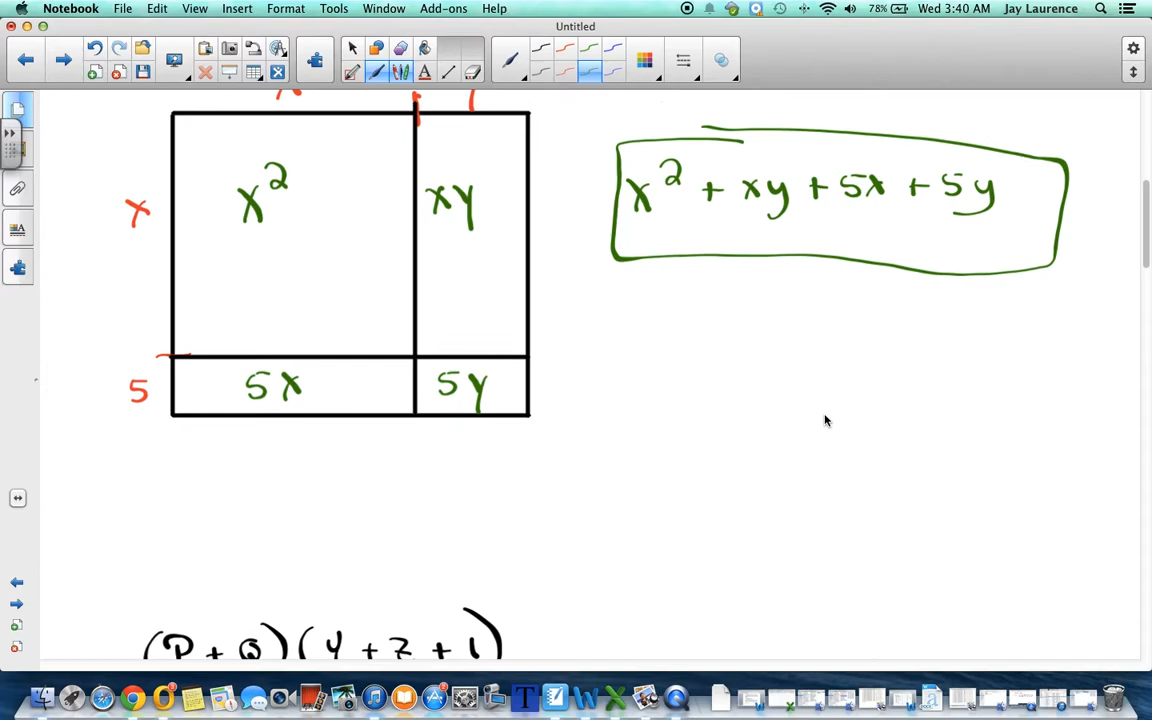 Notebook File Edit View Insert Format Tools Window Add-ons Help 78% Wed 3:40 AM Jay Laurence
Untitled
x² xy
x
x² + xy + 5x + 5y
5 5x 5y
(P + Q)(Y + Z + 1)